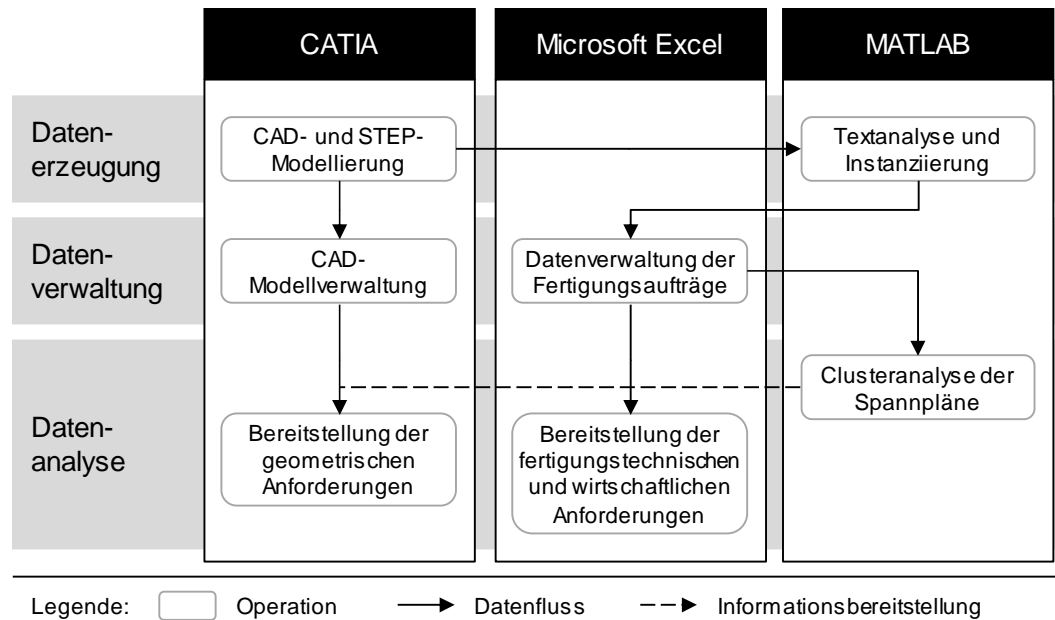 CATIA
Microsoft Excel
MATLAB
Daten-
erzeugung
CAD- und STEP-
Modellierung
Textanalyse und
Instanziierung
Daten-
verwaltung
CAD-
Modellverwaltung
Datenverwaltung der
Fertigungsaufträge
Daten-
analyse
Clusteranalyse der
Spannpläne
Bereitstellung der
geometrischen
Anforderungen
Bereitstellung der
fertigungstechnischen
und wirtschaftlichen
Anforderungen
Legende:
Operation
Datenfluss
Informationsbereitstellung